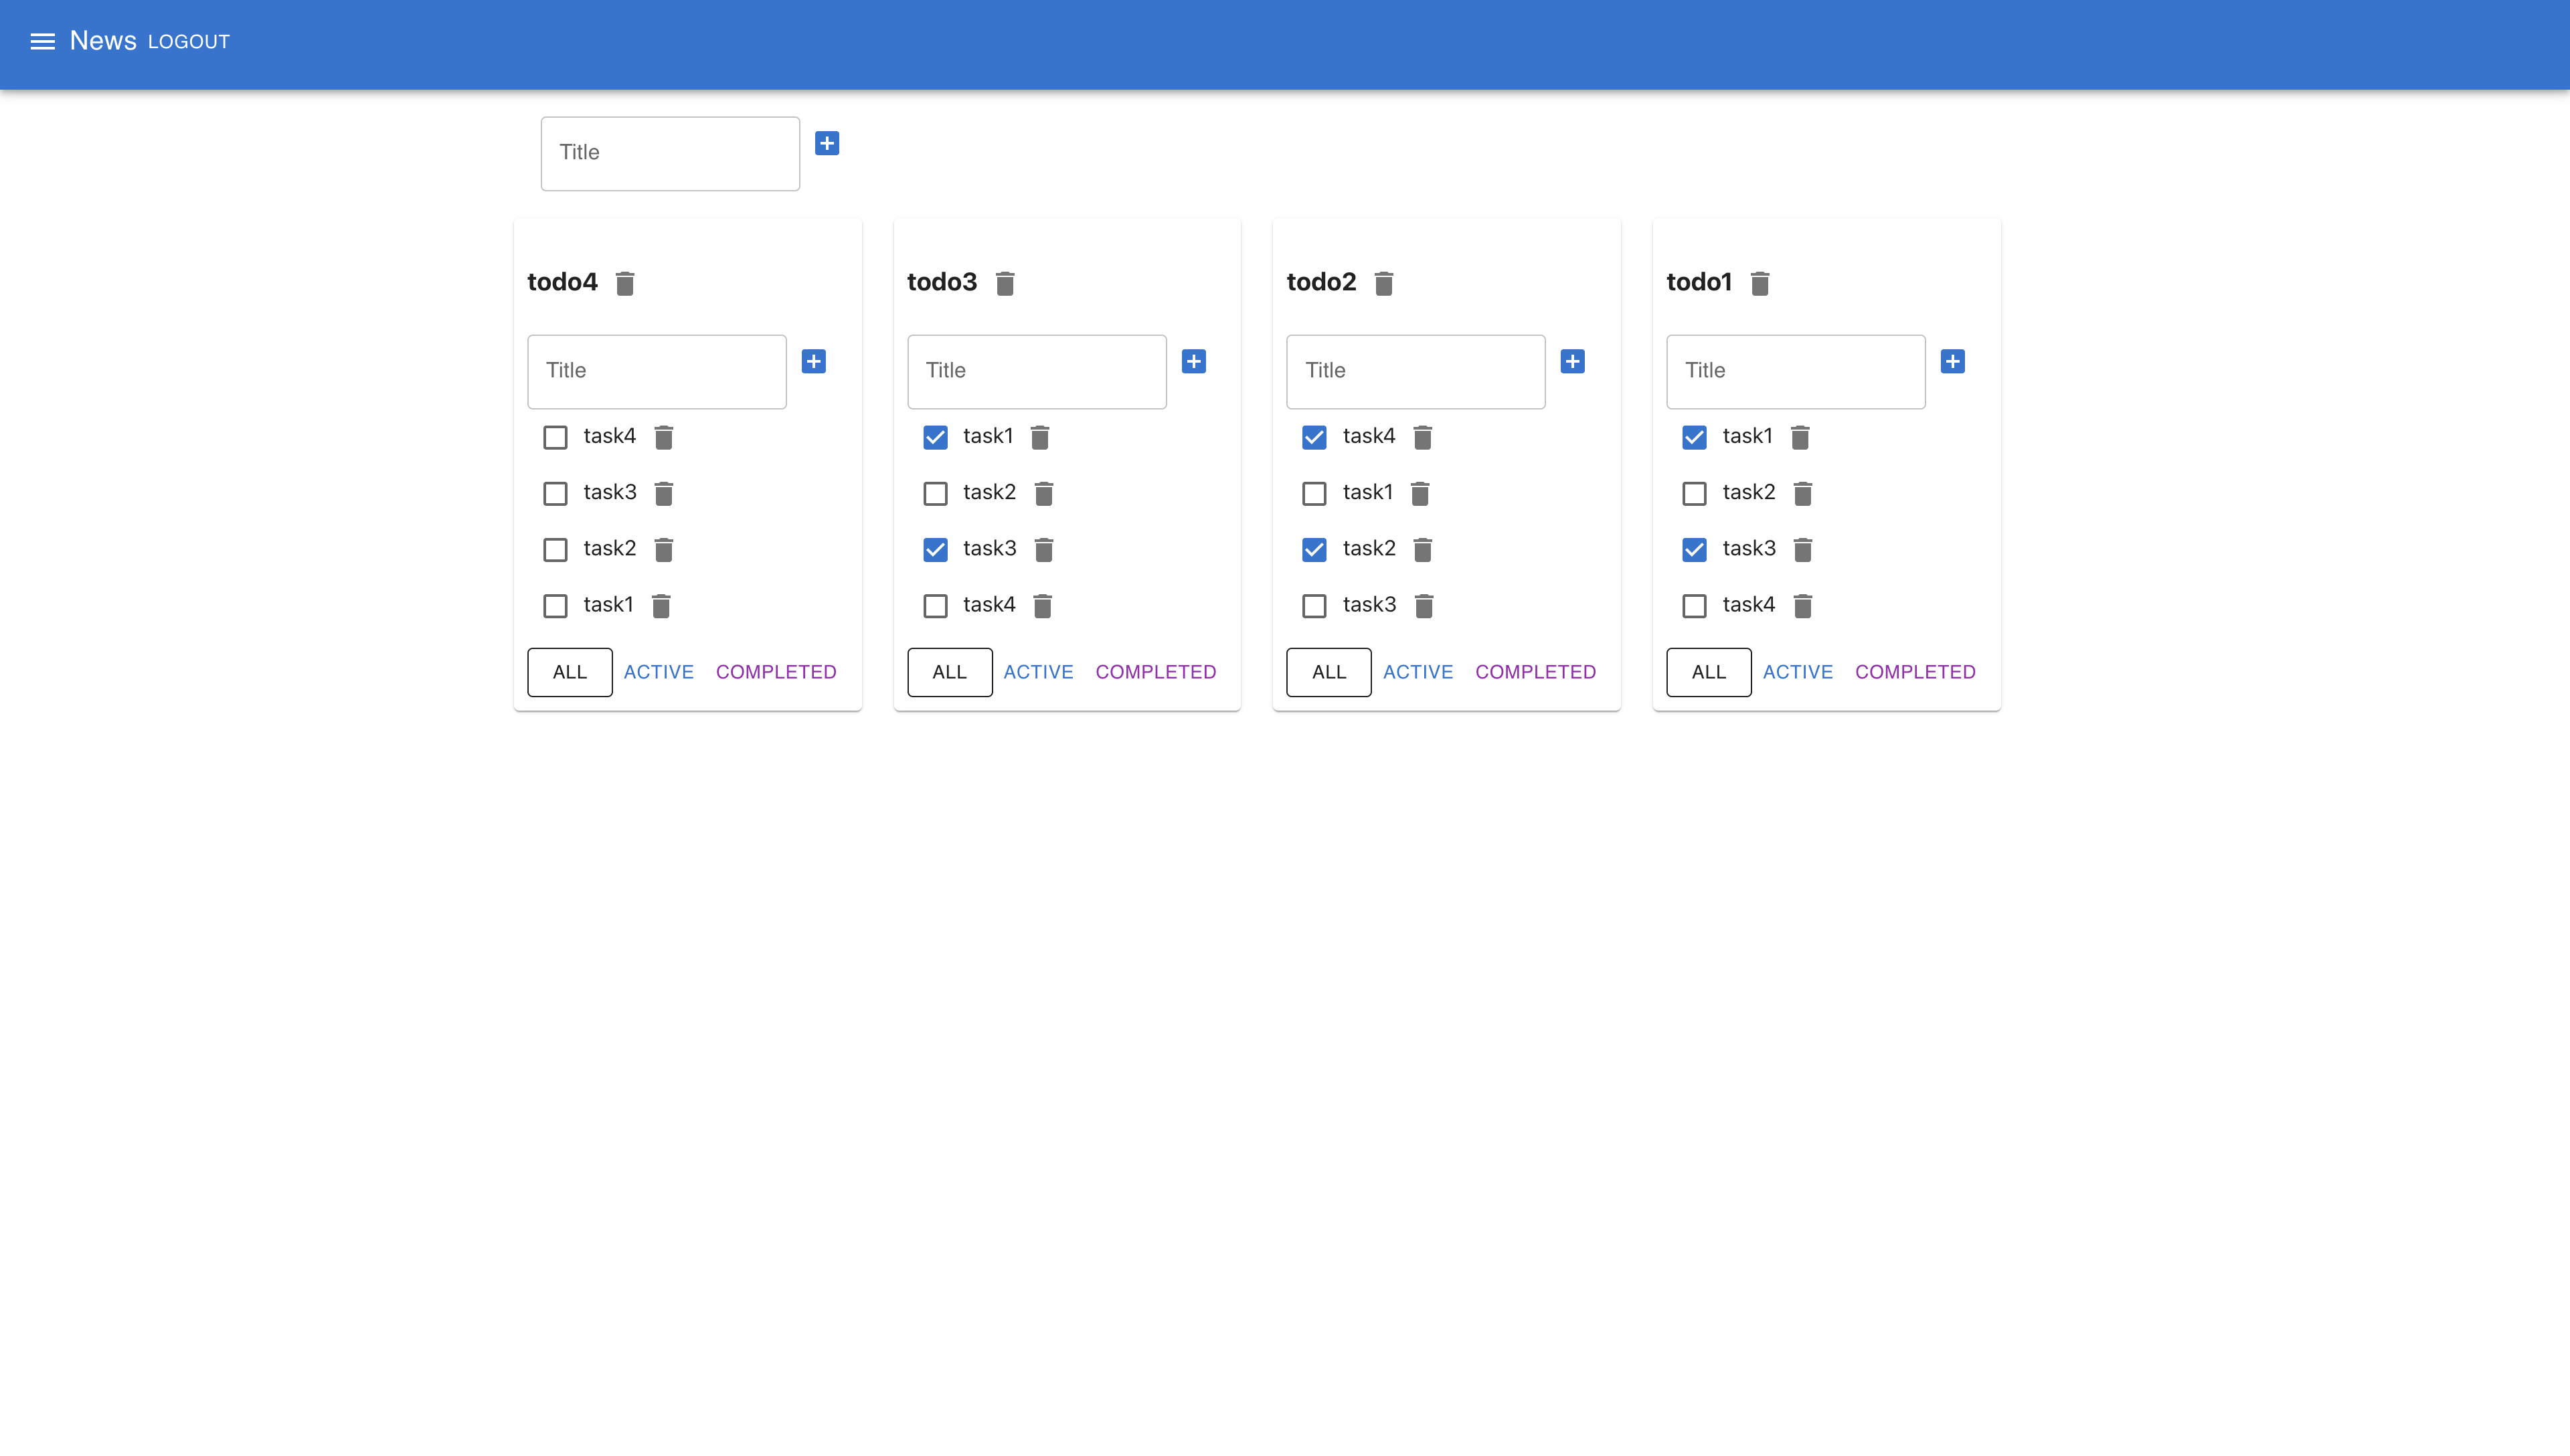 News LOGOUT
Title
todo4
Title
task4
task3
task2
task1
ALL ACTIVE COMPLETED
todo3
Title
task1
task2
task3
task4
ALL ACTIVE COMPLETED
todo2
Title
task4
task1
task2
task3
ALL ACTIVE COMPLETED
todo1
Title
task1
task2
task3
task4
ALL ACTIVE COMPLETED